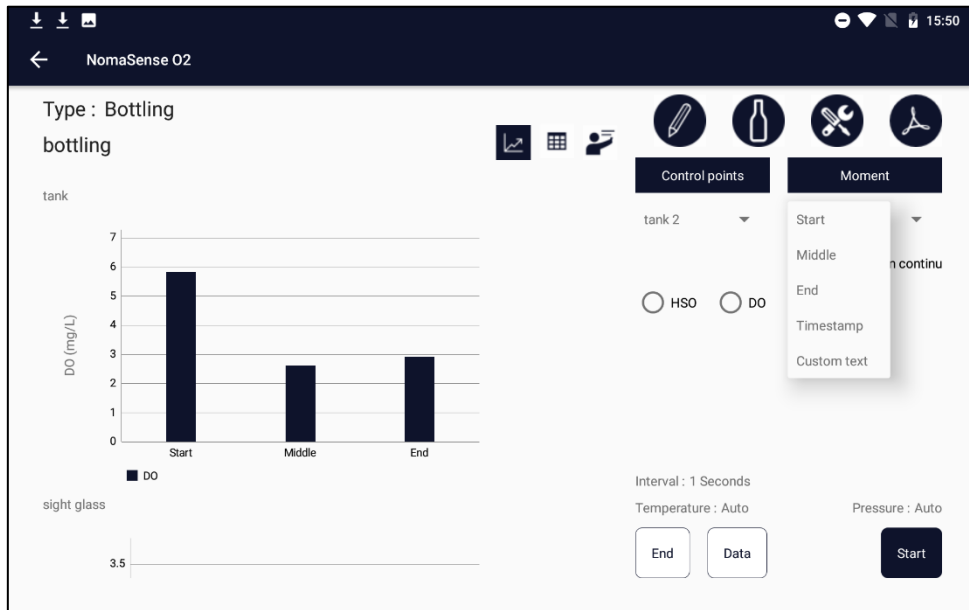 15:50
NomaSense O2
Type : Bottling
bottling
Control points
Moment
tank
tank 2
Start
Middle
n continu
End
HSO
DO
Timestamp
Custom text
7
6
5
4
3
2
1
0
DO (mg/L)
Start
Middle
End
DO
Interval : 1 Seconds
sight glass
Temperature : Auto
Pressure : Auto
End
Data
Start
3.5